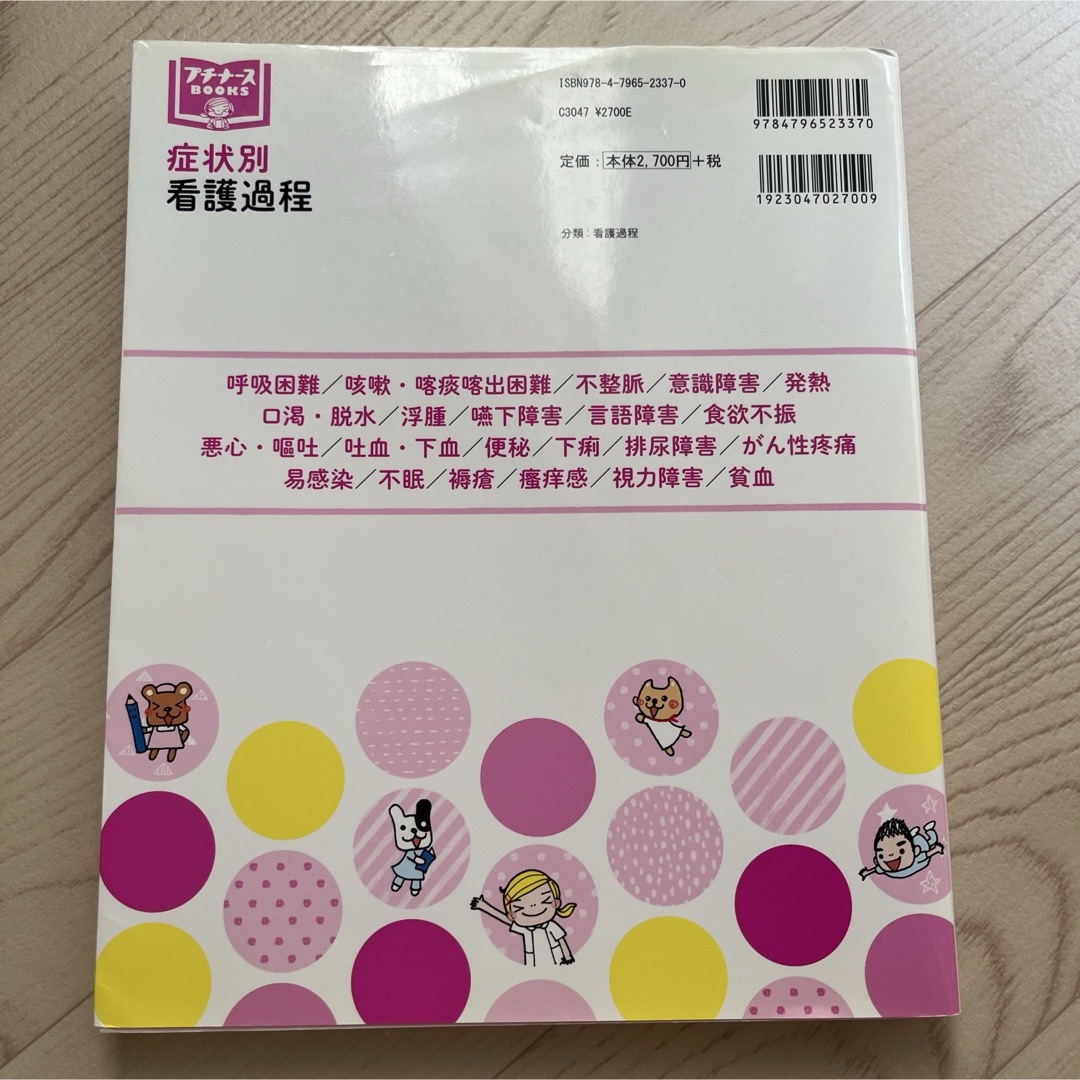 プチナース
BOOKS
症状別
看護過程
ISBN978-4-7965-2337-0
C3047 ¥2700E
定価：本体2,700円＋税
分類：看護過程
9784796523370
1923047027009
呼吸困難／咳嗽・喀痰喀出困難／不整脈／意識障害／発熱
口渇・脱水／浮腫／嚥下障害／言語障害／食欲不振
悪心・嘔吐／吐血・下血／便秘／下痢／排尿障害／がん性疼痛
易感染／不眠／褥瘡／瘙痒感／視力障害／貧血